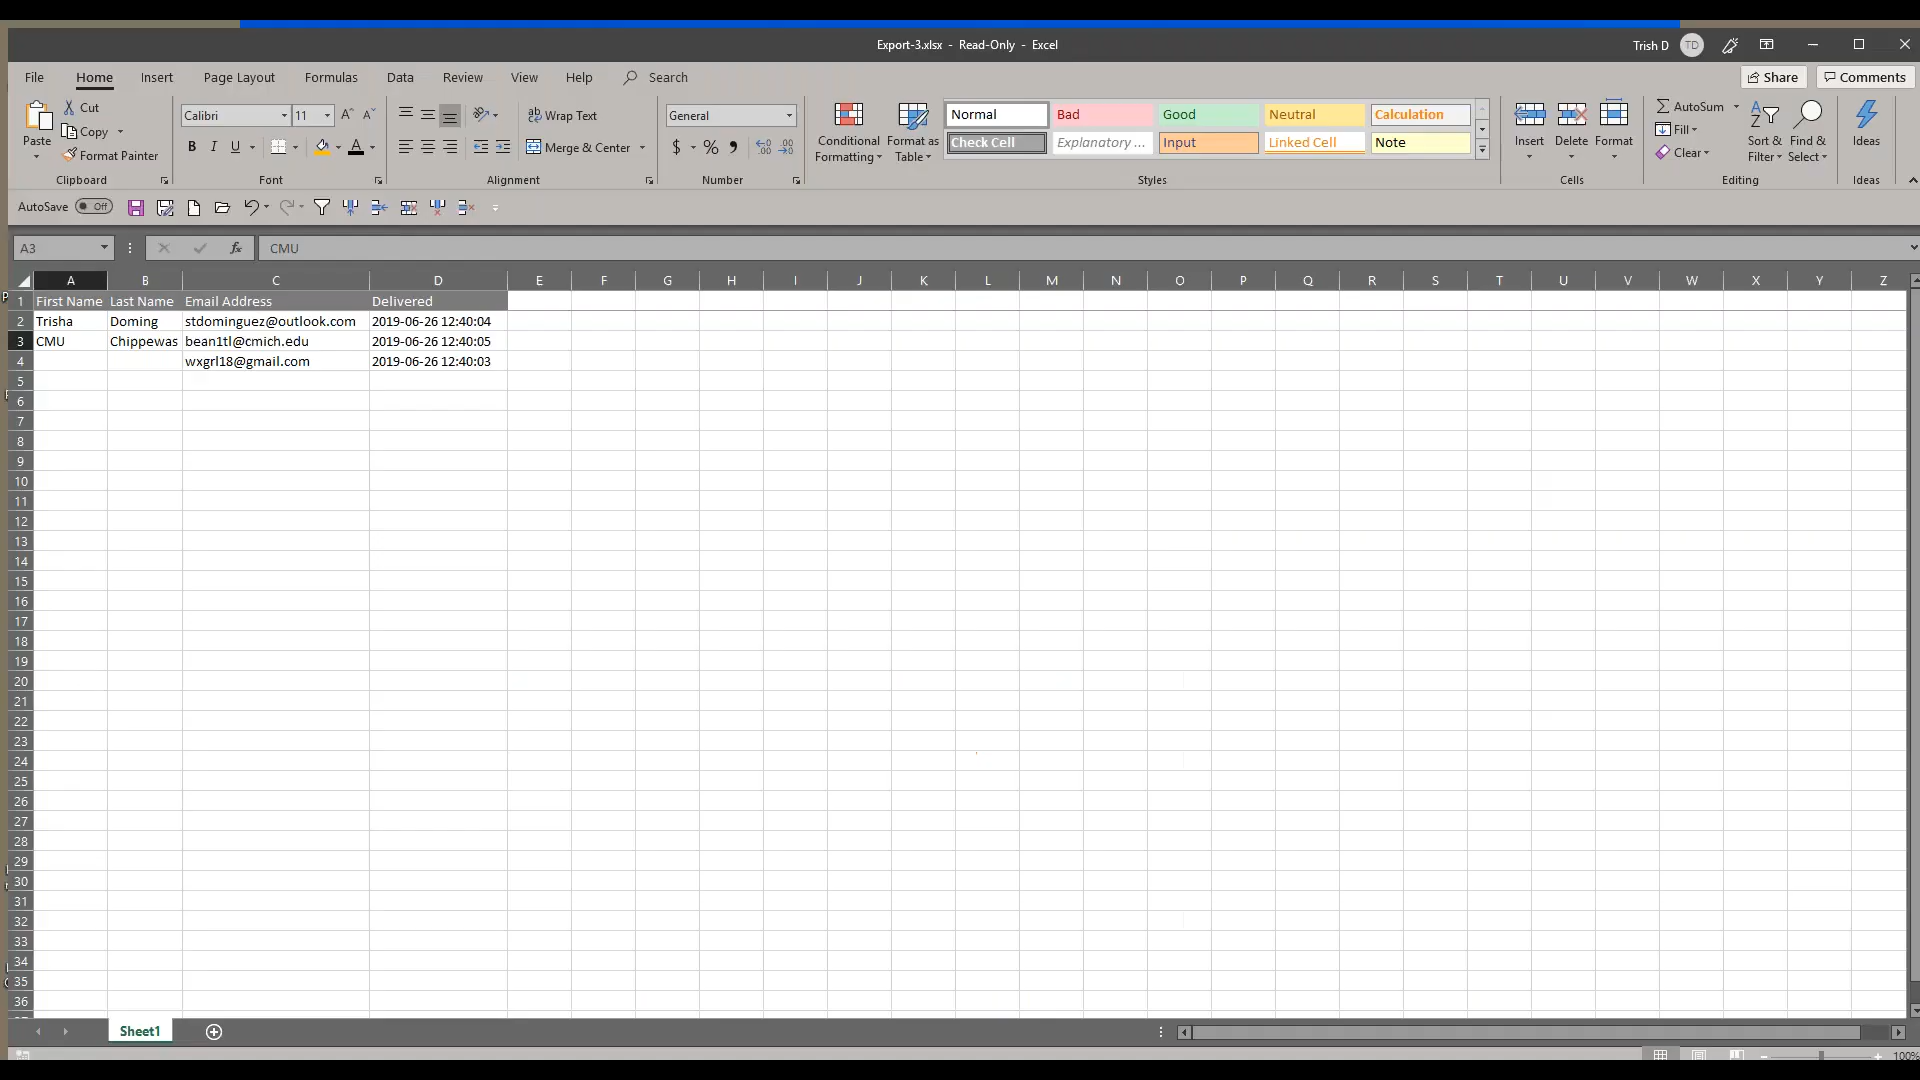 Export-3.xlsx - Read-Only - Excel
Trish D TD
File Home Insert Page Layout Formulas Data Review View Help Search Share Comments
Paste
Cut
Copy
Format Painter
Clipboard
Calibri 11
B I U
Font
Wrap Text
Merge & Center
Alignment
General
$ % ,
Number
Conditional Formatting
Format as Table
Normal Bad Good Neutral Calculation
Check Cell Explanatory ... Input Linked Cell Note
Styles
Insert Delete Format
Cells
AutoSum
Fill
Clear
Sort & Filter
Find & Select
Editing
Ideas
Ideas
AutoSave Off
A3 fx CMU
A B C D E F G H I J K L M N O P Q R S T U V W X Y Z
1 First Name Last Name Email Address Delivered
2 Trisha Doming stdominguez@outlook.com 2019-06-26 12:40:04
3 CMU Chippewas bean1tl@cmich.edu 2019-06-26 12:40:05
4 wxgrl18@gmail.com 2019-06-26 12:40:03
5
6
7
8
9
10
11
12
13
14
15
16
17
18
19
20
21
22
23
24
25
26
27
28
29
30
31
32
33
34
35
36
Sheet1
100%